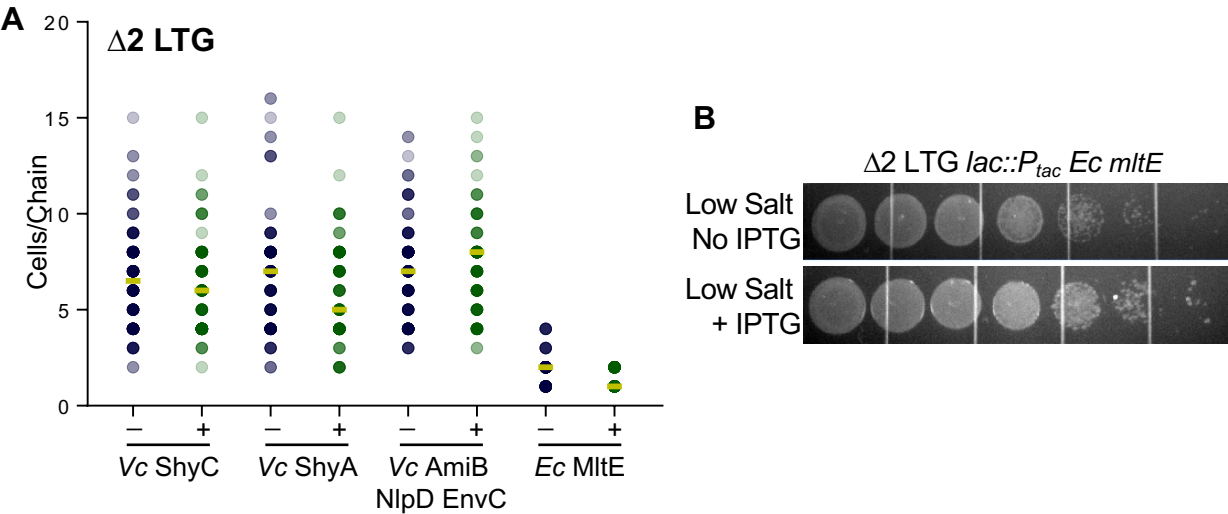 A
Δ2 LTG
Cells/Chain
20
15
10
5
0
– + – + – + – +
Vc ShyC
Vc ShyA
Vc AmiB
NlpD EnvC
Ec MltE
B
Δ2 LTG lac::Ptac Ec mltE
Low Salt
No IPTG
Low Salt
+ IPTG